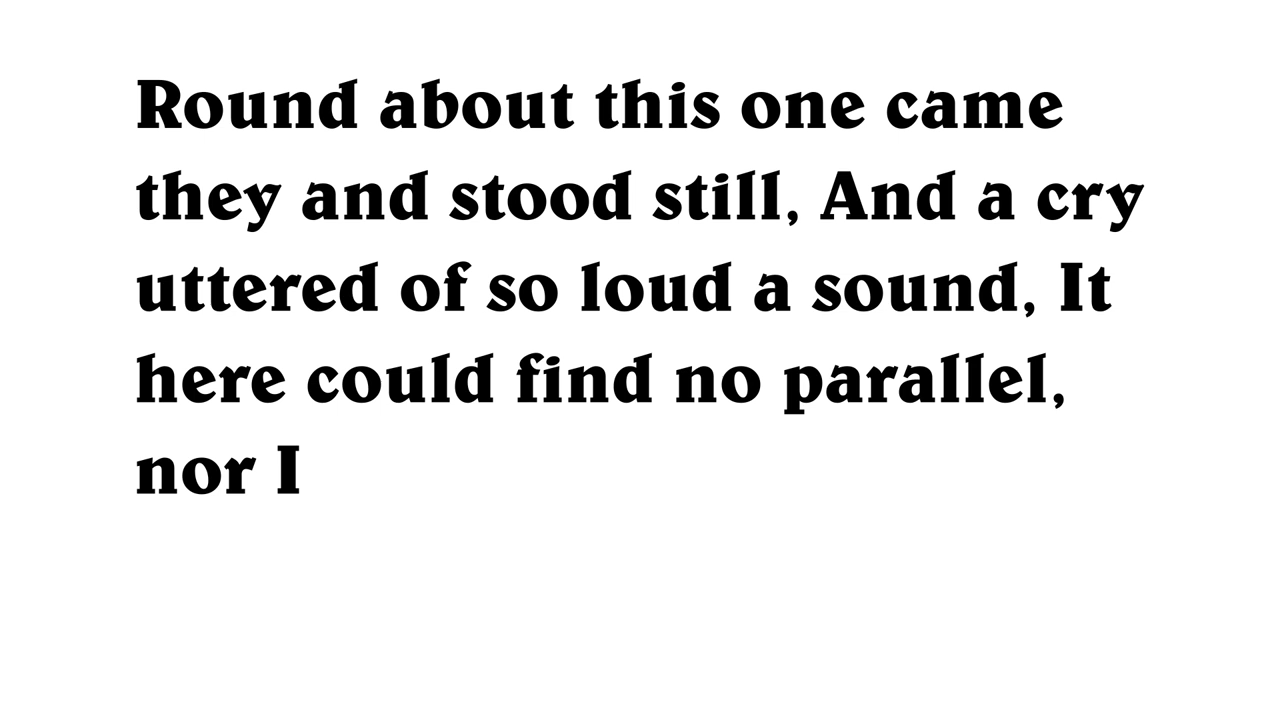 Round about this one came
they and stood still, And a cry
uttered of so loud a sound, It
here could find no parallel,
nor I